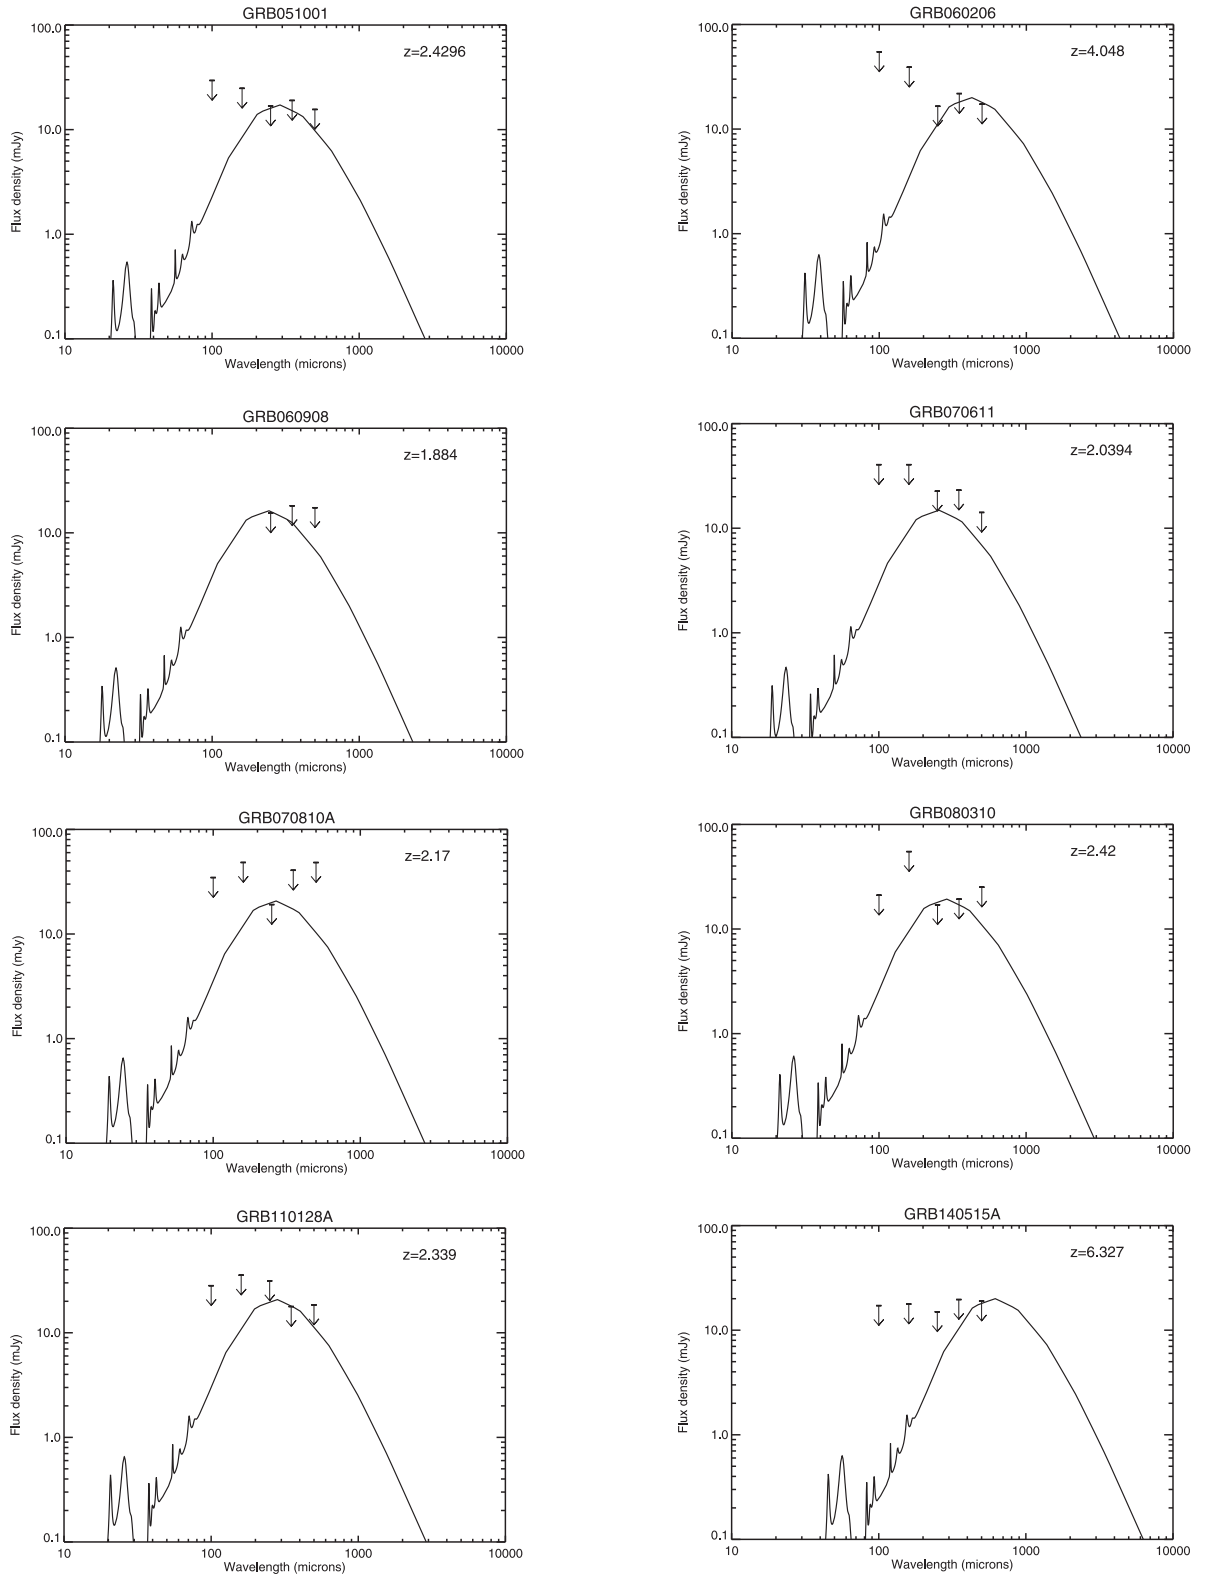 GRB051001
100.0
z=2.4296
10.0
1.0
0.1
10
100
1000
10000
Flux density (mJy)
Wavelength (microns)
GRB060206
100.0
z=4.048
10.0
1.0
0.1
10
100
1000
10000
Flux density (mJy)
Wavelength (microns)
GRB060908
100.0
z=1.884
10.0
1.0
0.1
10
100
1000
10000
Flux density (mJy)
Wavelength (microns)
GRB070611
100.0
z=2.0394
10.0
1.0
0.1
10
100
1000
10000
Flux density (mJy)
Wavelength (microns)
GRB070810A
100.0
z=2.17
10.0
1.0
0.1
10
100
1000
10000
Flux density (mJy)
Wavelength (microns)
GRB080310
100.0
z=2.42
10.0
1.0
0.1
10
100
1000
10000
Flux density (mJy)
Wavelength (microns)
GRB110128A
100.0
z=2.339
10.0
1.0
0.1
10
100
1000
10000
Flux density (mJy)
Wavelength (microns)
GRB140515A
100.0
z=6.327
10.0
1.0
0.1
10
100
1000
10000
Flux density (mJy)
Wavelength (microns)